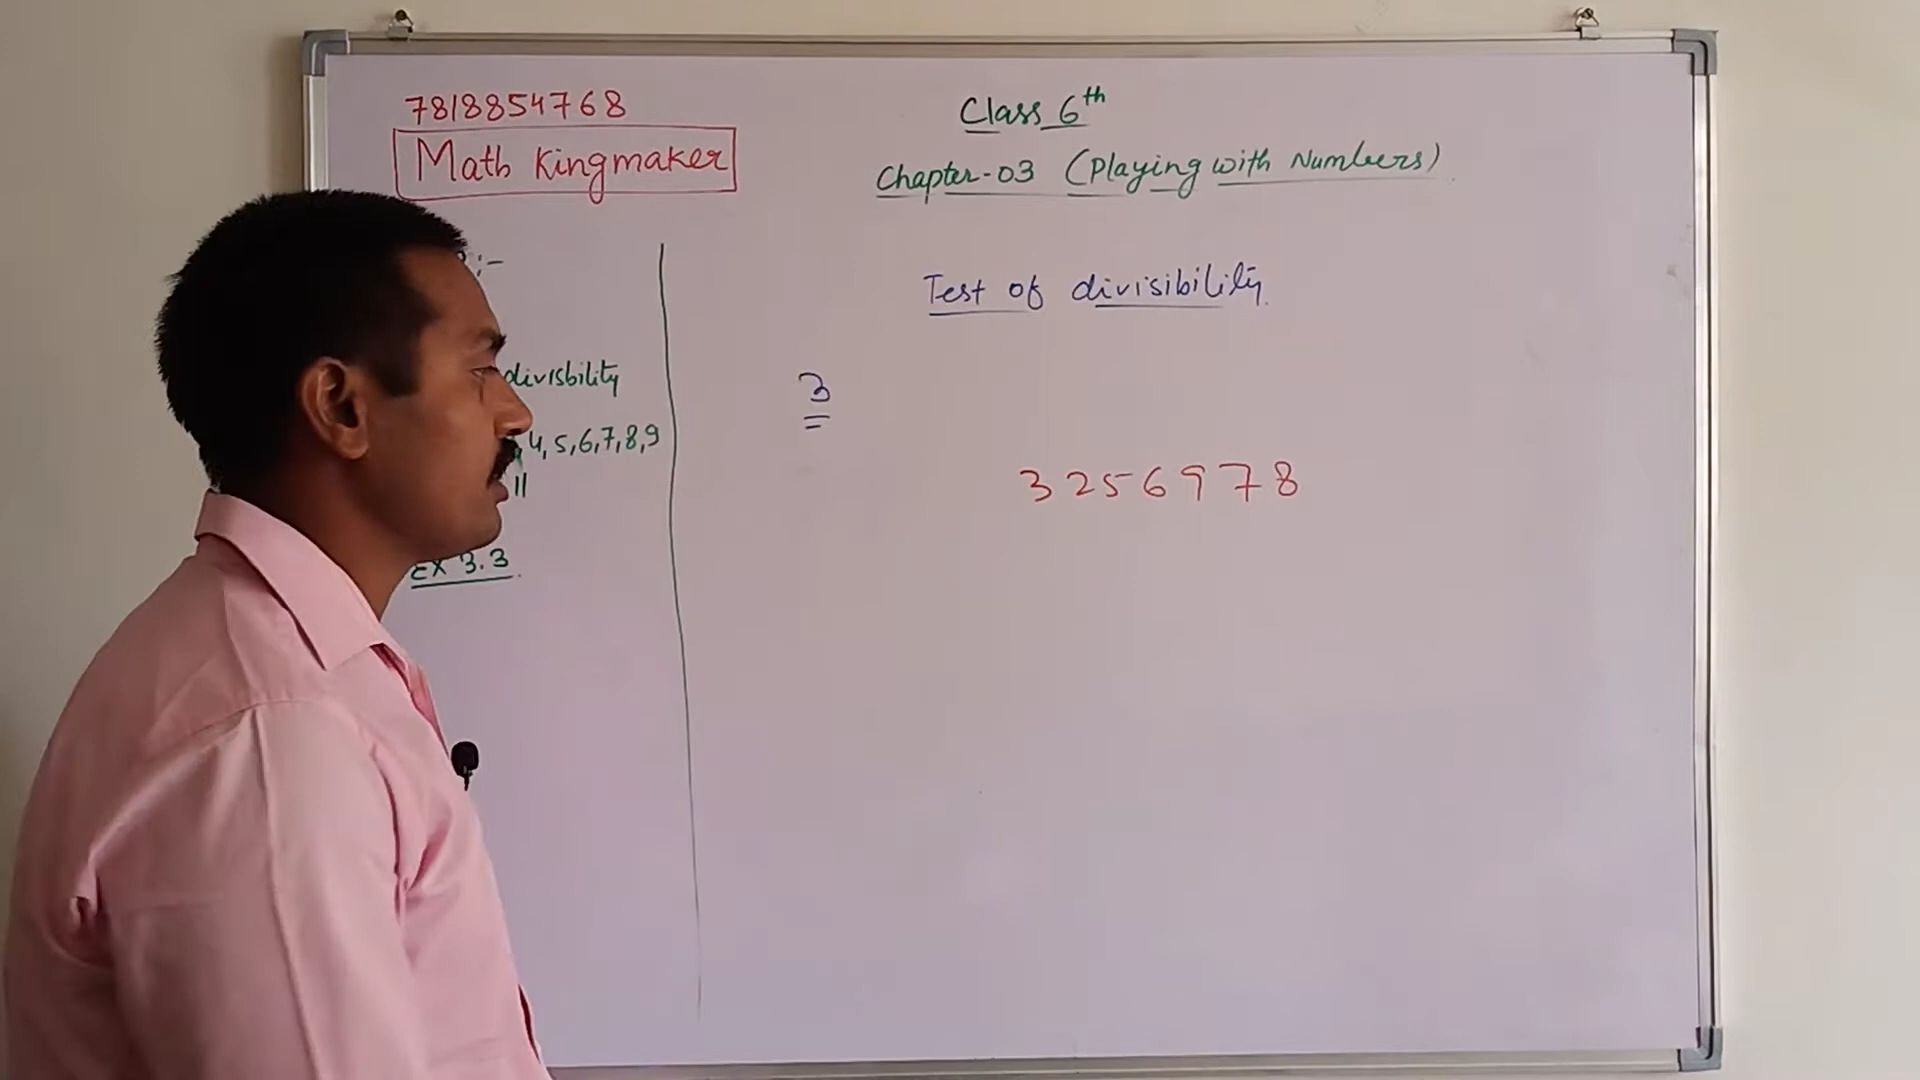 7818854768
Math Kingmaker
Class 6th
Chapter-03 (Playing with Numbers)
:-
divisbility
4, 5, 6, 7, 8, 9
11
EX 3.3
Test of divisibility
3
3256978